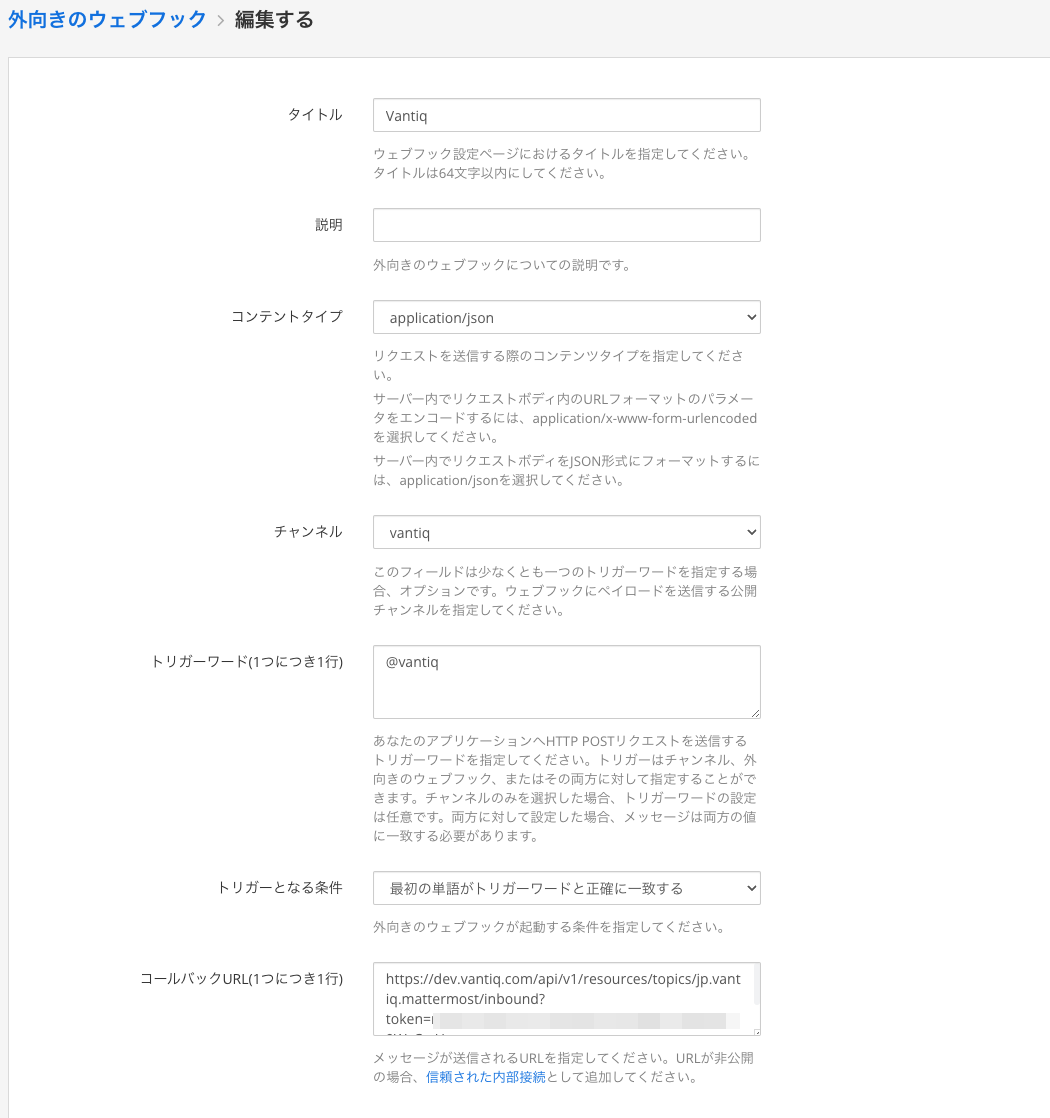 外向きのウェブフック > 編集する
タイトル
Vantiq
ウェブフック設定ページにおけるタイトルを指定してください。
タイトルは64文字以内にしてください。
説明
外向きのウェブフックについての説明です。
コンテントタイプ
application/json
リクエストを送信する際のコンテンツタイプを指定してくださ
い。
サーバー内でリクエストボディ内のURLフォーマットのパラメー
タをエンコードするには、application/x-www-form-urlencoded
を選択してください。
サーバー内でリクエストボディをJSON形式にフォーマットするに
は、application/jsonを選択してください。
チャンネル
vantiq
このフィールドは少なくとも一つのトリガーワードを指定する場
合、オプションです。ウェブフックにペイロードを送信する公開
チャンネルを指定してください。
トリガーワード(1つにつき1行)
@vantiq
あなたのアプリケーションへHTTP POSTリクエストを送信する
トリガーワードを指定してください。トリガーはチャンネル、外
向きのウェブフック、またはその両方に対して指定することがで
きます。チャンネルのみを選択した場合、トリガーワードの設定
は任意です。両方に対して設定した場合、メッセージは両方の値
に一致する必要があります。
トリガーとなる条件
最初の単語がトリガーワードと正確に一致する
外向きのウェブフックが起動する条件を指定してください。
コールバックURL(1つにつき1行)
https://dev.vantiq.com/api/v1/resources/topics/jp.vant
iq.mattermost/inbound?
token=
メッセージが送信されるURLを指定してください。URLが非公開
の場合、信頼された内部接続として追加してください。